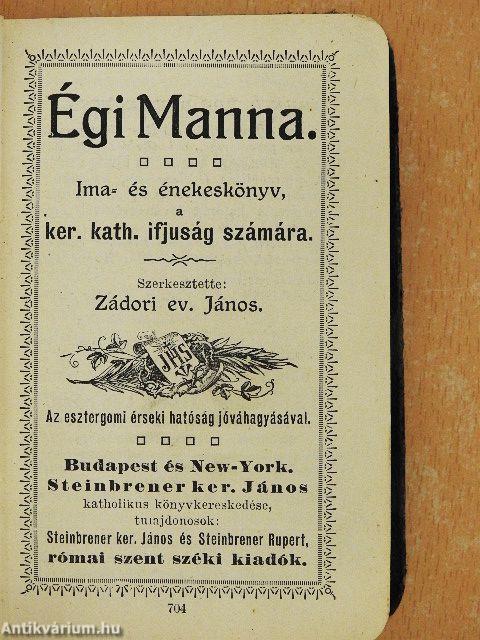 Égi Manna.
Ima- és énekeskönyv,
a
ker. kath. ifjuság számára.
Szerkesztette:
Zádori ev. János.
JHS
Az esztergomi érseki hatóság jóváhagyásával.
Budapest és New-York.
Steinbrener ker. János
katholikus könyvkereskedése,
tulajdonosok:
Steinbrener ker. János és Steinbrener Rupert,
római szent széki kiadók.
704
Antikvárium.hu